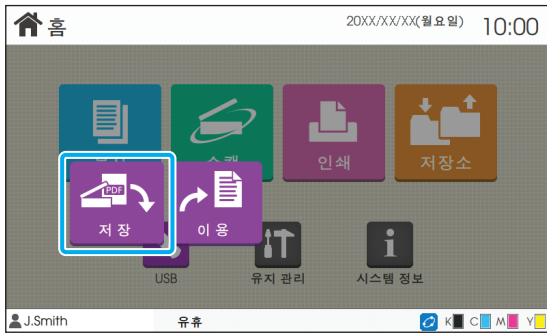 홈
20XX/XX/XX(월요일) 10:00
인쇄
저장소
PDF
저장
이용
USB
유지 관리
시스템 정보
J.Smith
유휴
K C M Y